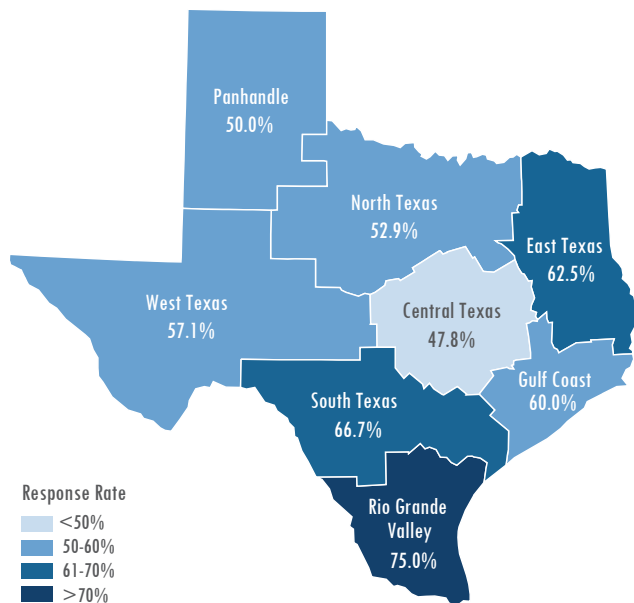 Panhandle
50.0%
North Texas
52.9%
East Texas
62.5%
West Texas
57.1%
Central Texas
47.8%
Gulf Coast
60.0%
South Texas
66.7%
Rio Grande
Valley
75.0%
Response Rate
<50%
50-60%
61-70%
>70%